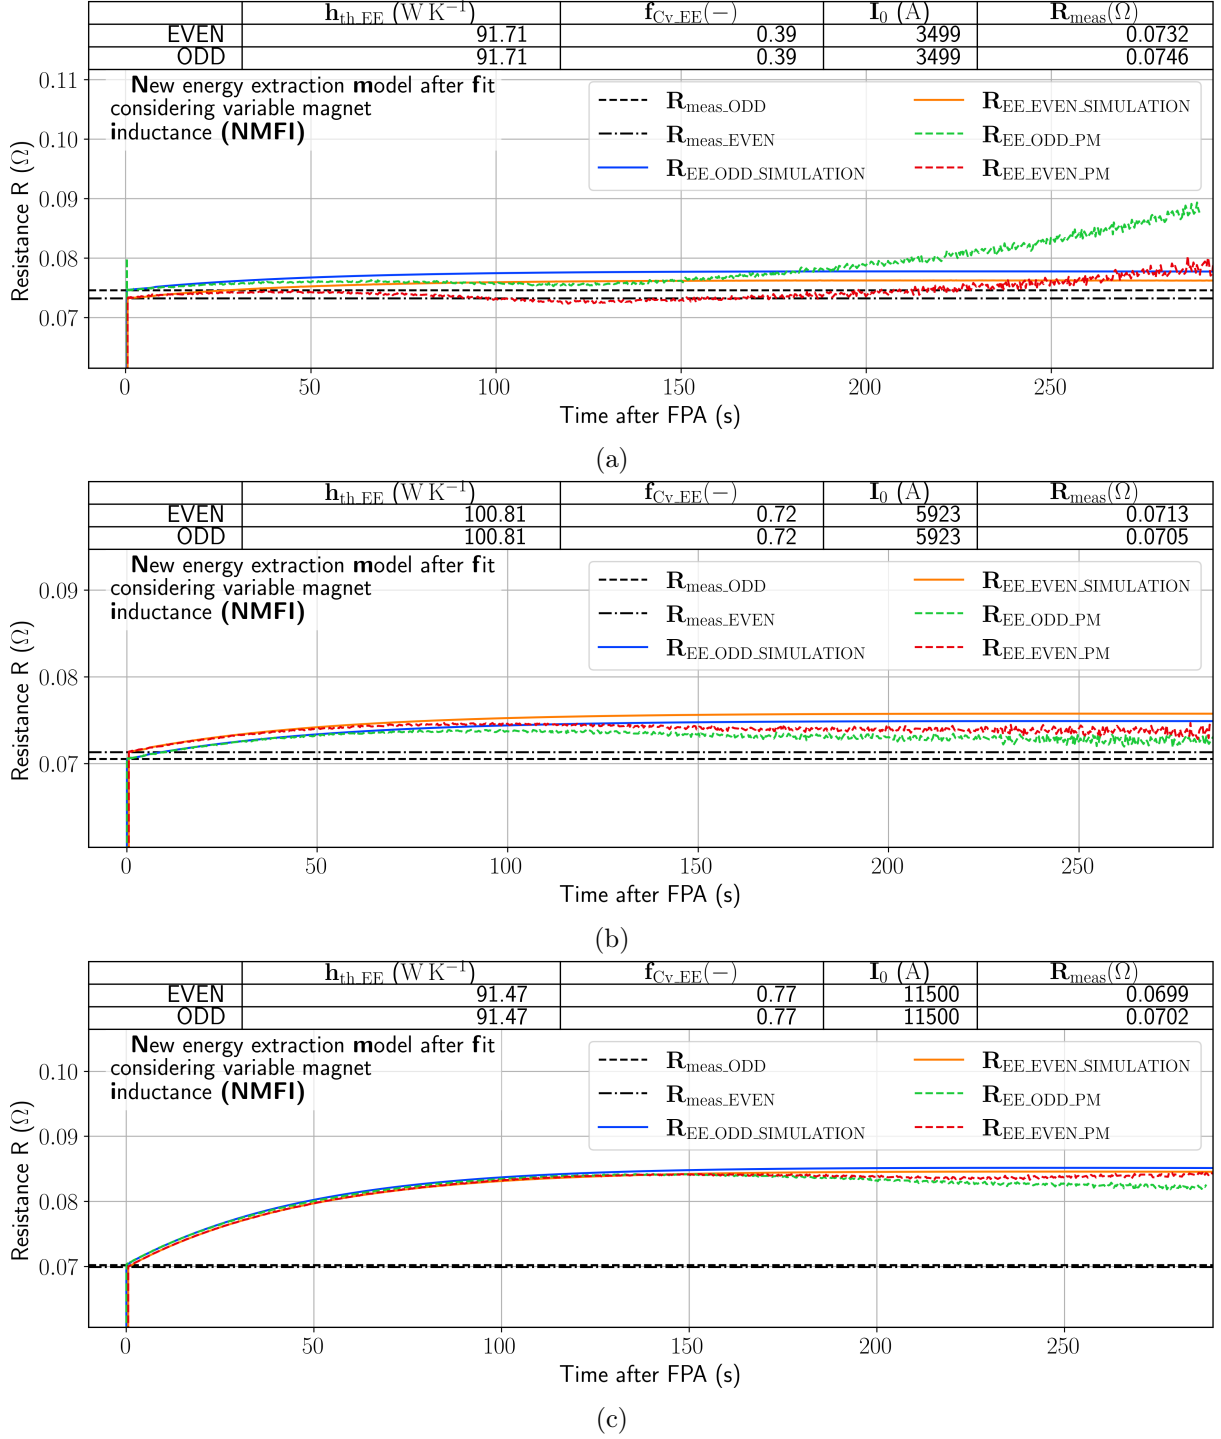 h_th_EE (W K⁻¹) f_Cv_EE(−) I₀ (A) R_meas(Ω)
EVEN 91.71 0.39 3499 0.0732
ODD 91.71 0.39 3499 0.0746
New energy extraction model after fit
considering variable magnet
inductance (NMFI)
R_meas_ODD R_EE_EVEN_SIMULATION
R_meas_EVEN R_EE_ODD_PM
R_EE_ODD_SIMULATION R_EE_EVEN_PM
Resistance R (Ω)
0.11
0.10
0.09
0.08
0.07
0 50 100 150 200 250
Time after FPA (s)
(a)
h_th_EE (W K⁻¹) f_Cv_EE(−) I₀ (A) R_meas(Ω)
EVEN 100.81 0.72 5923 0.0713
ODD 100.81 0.72 5923 0.0705
New energy extraction model after fit
considering variable magnet
inductance (NMFI)
R_meas_ODD R_EE_EVEN_SIMULATION
R_meas_EVEN R_EE_ODD_PM
R_EE_ODD_SIMULATION R_EE_EVEN_PM
Resistance R (Ω)
0.09
0.08
0.07
0 50 100 150 200 250
Time after FPA (s)
(b)
h_th_EE (W K⁻¹) f_Cv_EE(−) I₀ (A) R_meas(Ω)
EVEN 91.47 0.77 11500 0.0699
ODD 91.47 0.77 11500 0.0702
New energy extraction model after fit
considering variable magnet
inductance (NMFI)
R_meas_ODD R_EE_EVEN_SIMULATION
R_meas_EVEN R_EE_ODD_PM
R_EE_ODD_SIMULATION R_EE_EVEN_PM
Resistance R (Ω)
0.10
0.09
0.08
0.07
0 50 100 150 200 250
Time after FPA (s)
(c)